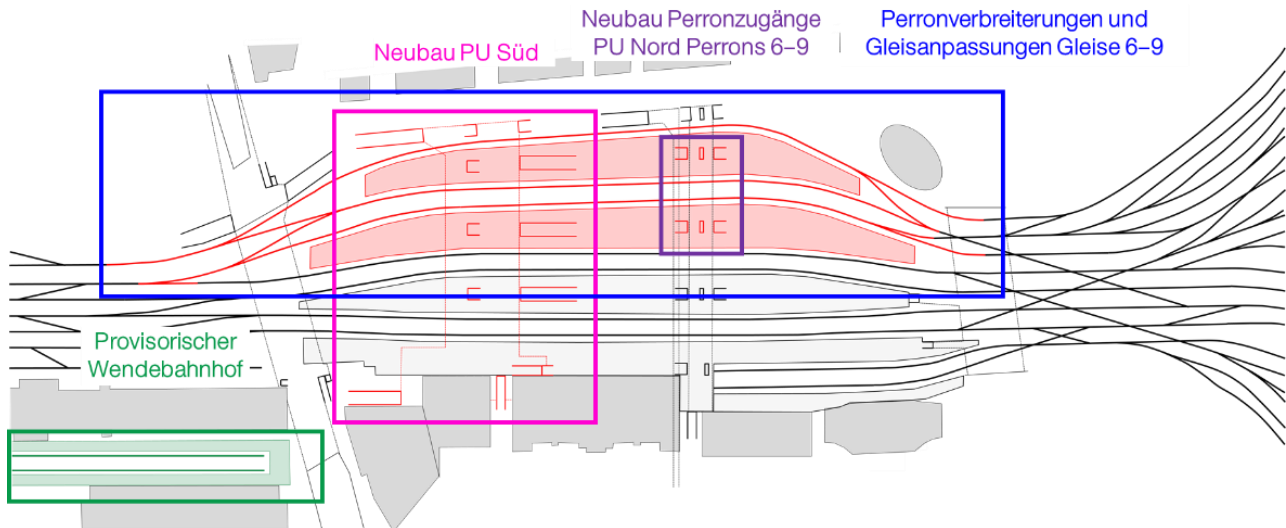 Neubau PU Süd
Neubau Perronzugänge
PU Nord Perrons 6–9
Perronverbreiterungen und
Gleisanpassungen Gleise 6–9
Provisorischer
Wendebahnhof